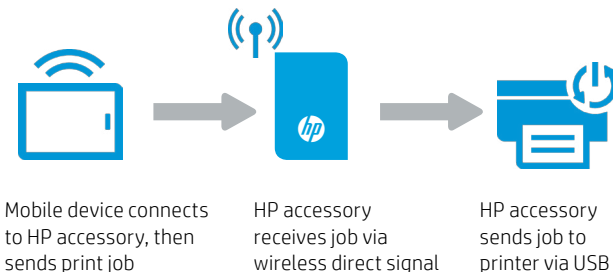 hp
Mobile device connects
to HP accessory, then
sends print job
HP accessory
receives job via
wireless direct signal
HP accessory
sends job to
printer via USB